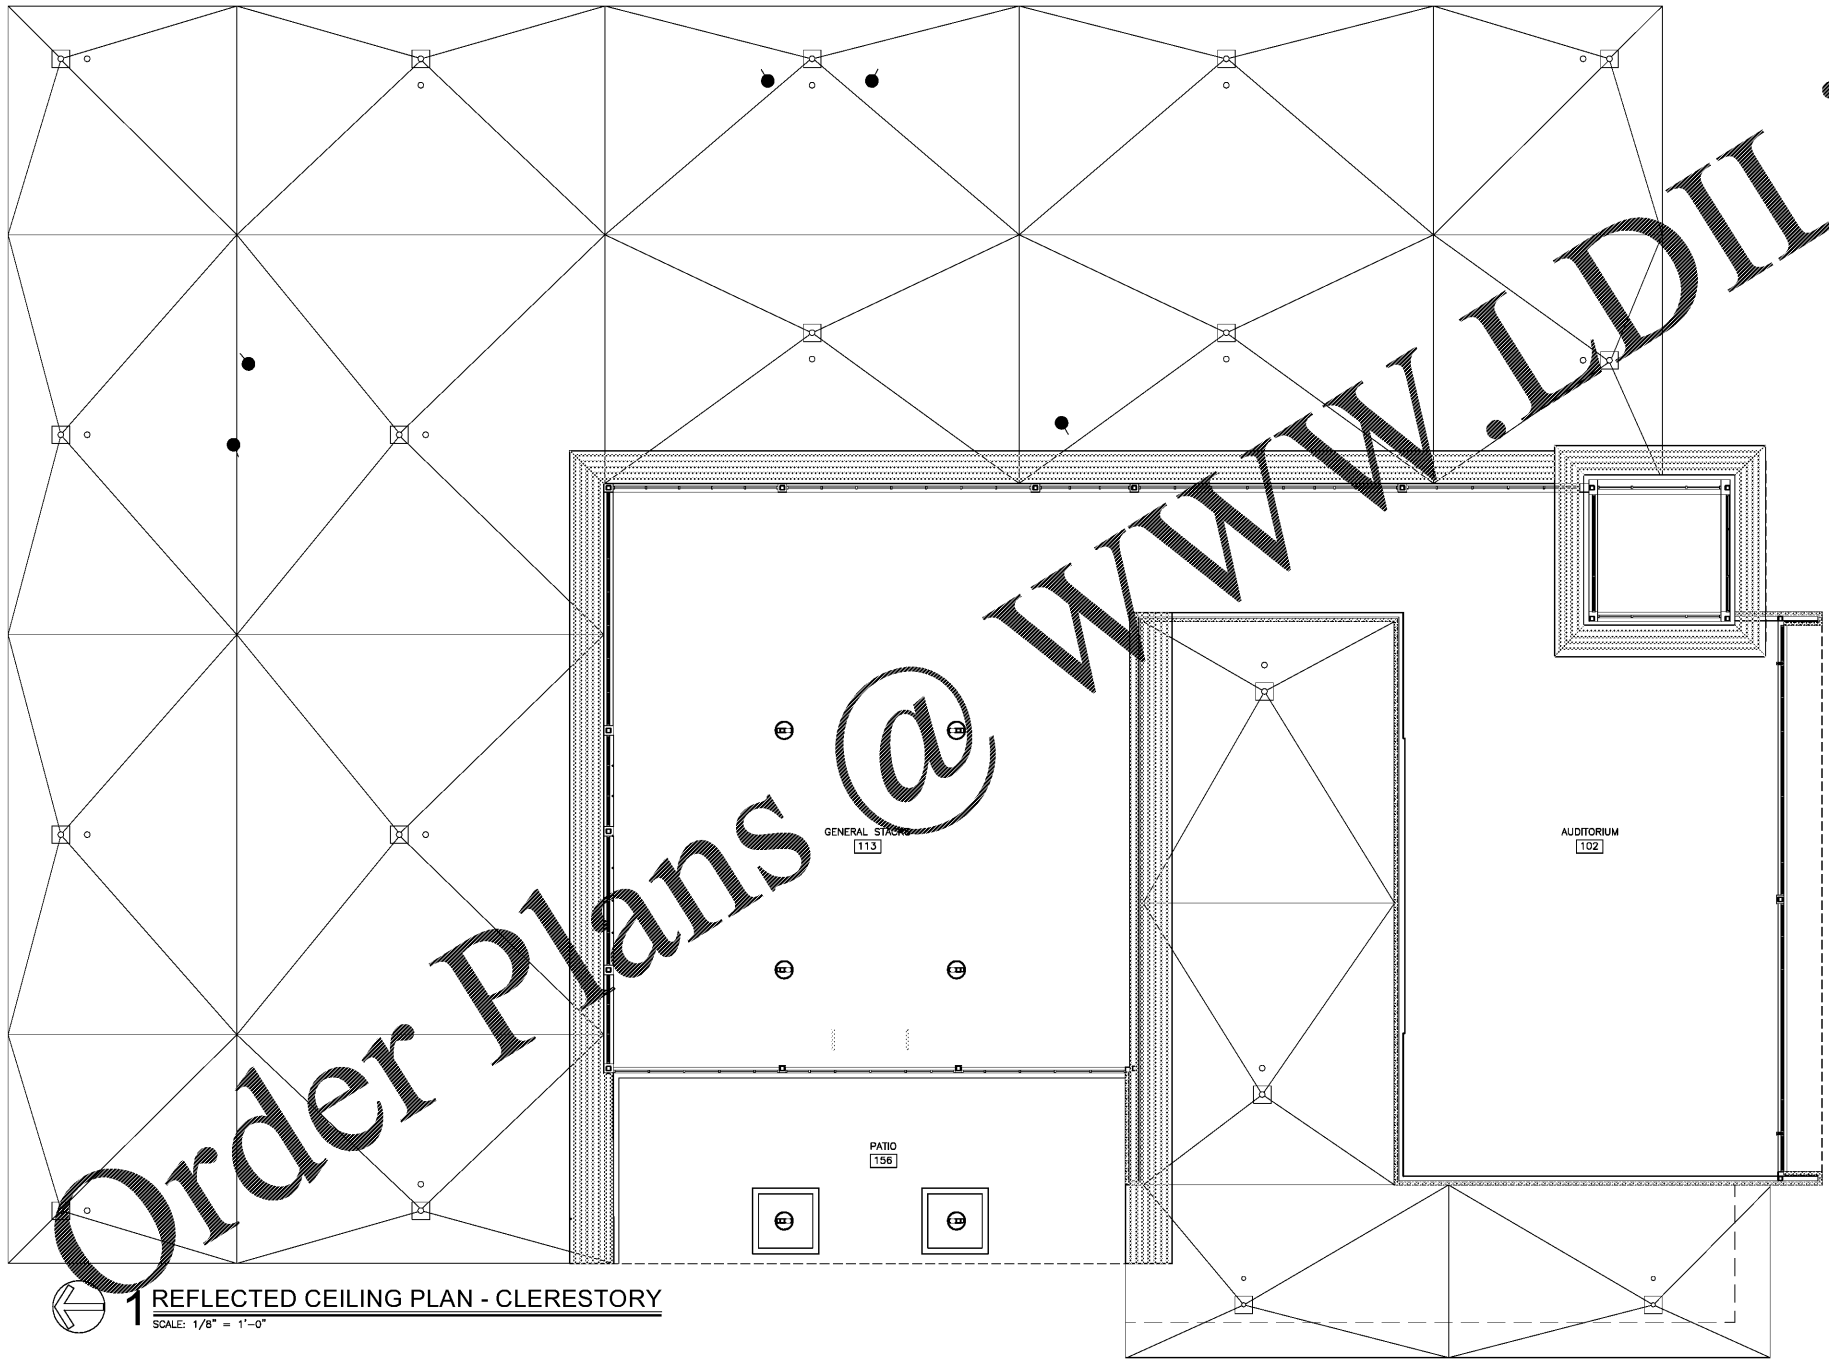 Order Plans @ www.LDIL.
GENERAL STACKS
113
AUDITORIUM
102
PATIO
156
1 REFLECTED CEILING PLAN - CLERESTORY
SCALE: 1/8" = 1'-0"